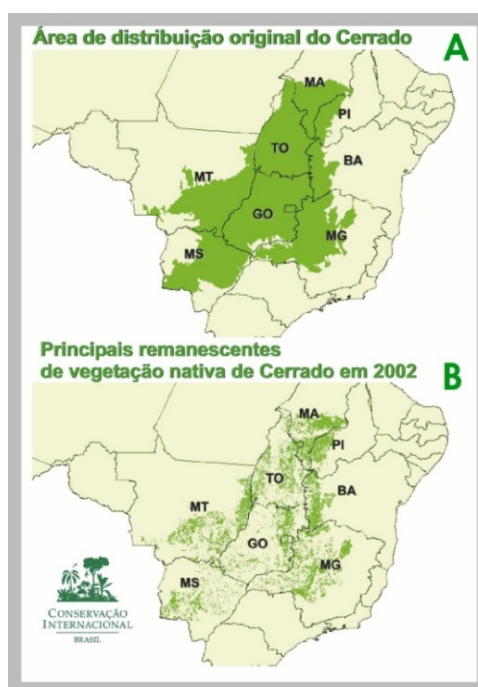 Área de distribuição original do Cerrado
A
MA
PI
TO
BA
MT
GO
MG
MS
Principais remanescentes
de vegetação nativa de Cerrado em 2002
B
MA
PI
TO
BA
MT
GO
MG
MS
CONSERVAÇÃO
INTERNACIONAL
BRASIL